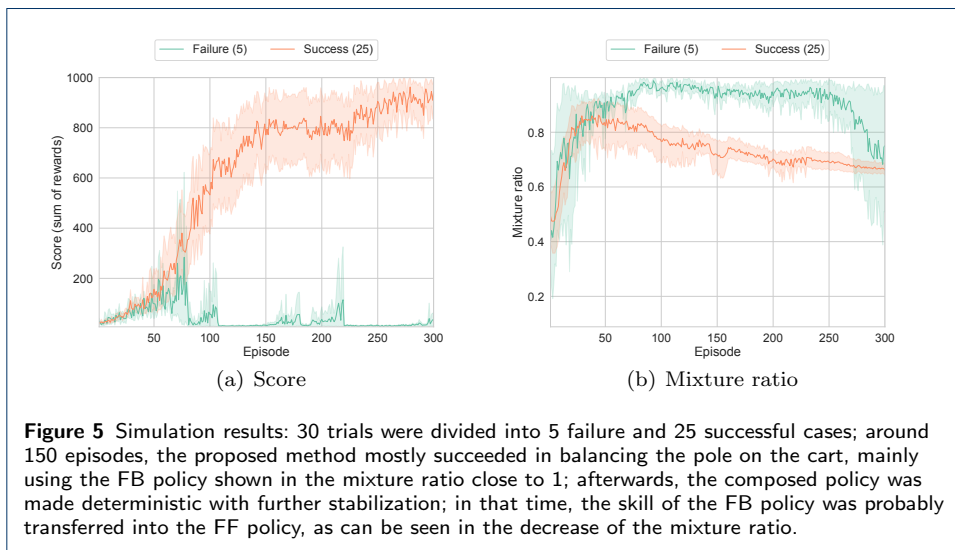 Failure (5) Success (25)
Score (sum of rewards)
1000
800
600
400
200
50 100 150 200 250 300
Episode
(a) Score
Failure (5) Success (25)
Mixture ratio
0.8
0.6
0.4
0.2
50 100 150 200 250 300
Episode
(b) Mixture ratio
Figure 5 Simulation results: 30 trials were divided into 5 failure and 25 successful cases; around
150 episodes, the proposed method mostly succeeded in balancing the pole on the cart, mainly
using the FB policy shown in the mixture ratio close to 1; afterwards, the composed policy was
made deterministic with further stabilization; in that time, the skill of the FB policy was probably
transferred into the FF policy, as can be seen in the decrease of the mixture ratio.